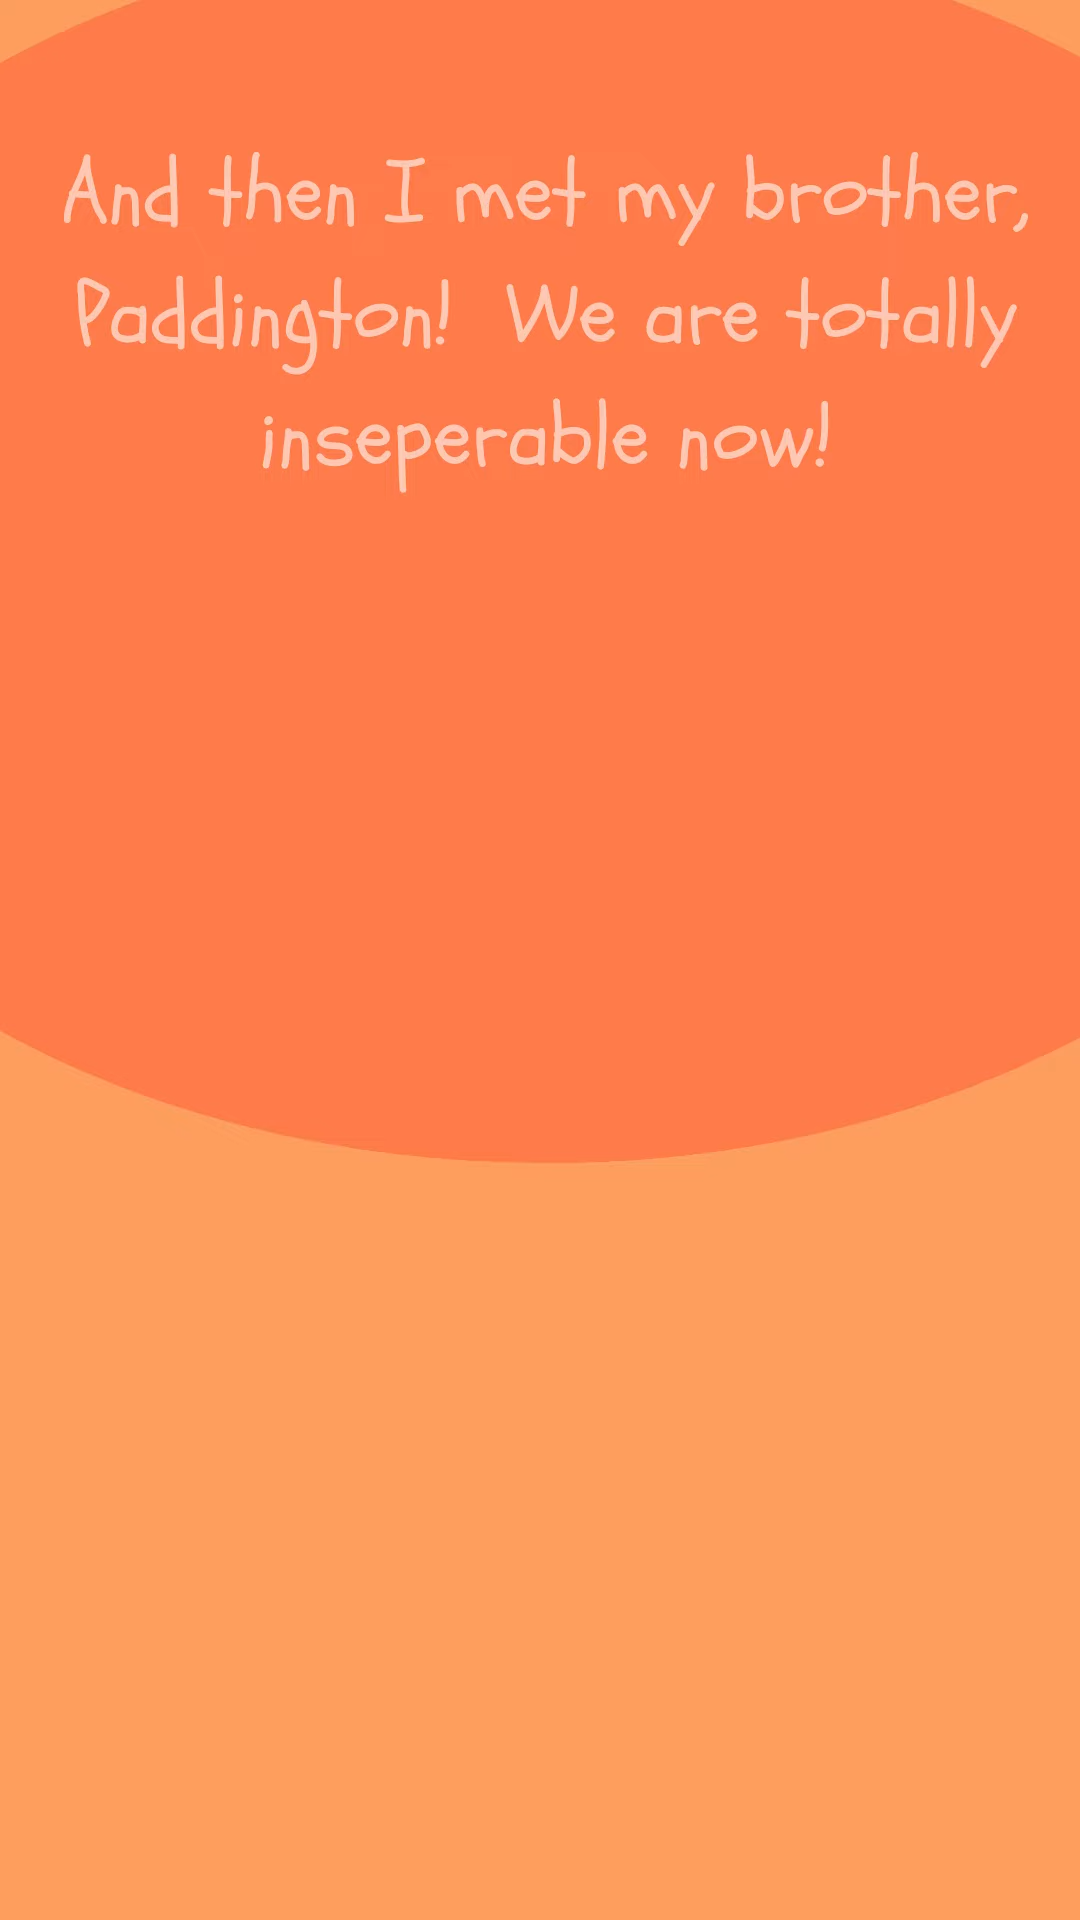 And then I met my brother,
Paddington!  We are totally
inseperable now!